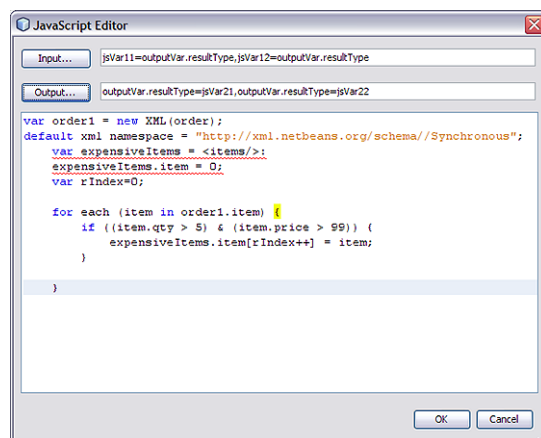 JavaScript Editor
Input... jsVar11=outputVar.resultType,jsVar12=outputVar.resultType
Output... outputVar.resultType=jsVar21,outputVar.resultType=jsVar22
var order1 = new XML(order);
default xml namespace = "http://xml.netbeans.org/schema//Synchronous";
var expensiveItems = <items/>:
expensiveItems.item = 0;
var rIndex=0;
for each (item in order1.item) {
if ((item.qty > 5) & (item.price > 99)) {
expensiveItems.item[rIndex++] = item;
}
}
OK Cancel